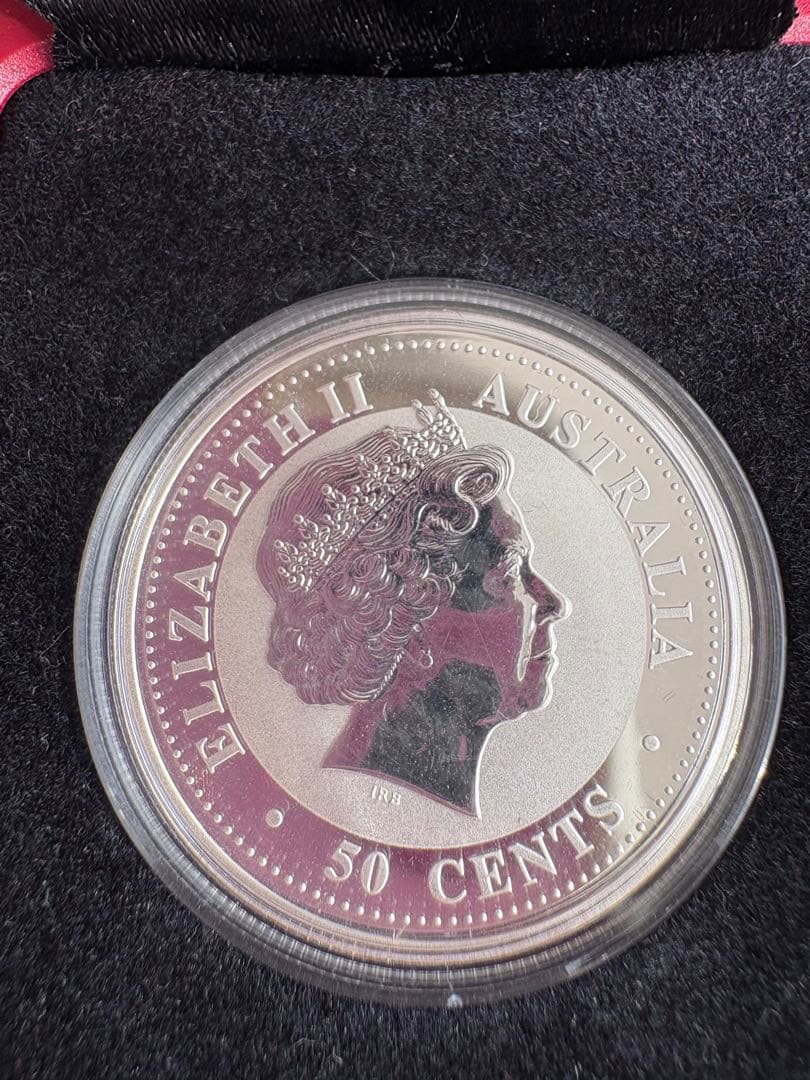 ELIZABETH II
AUSTRALIA
50 CENTS
IRB